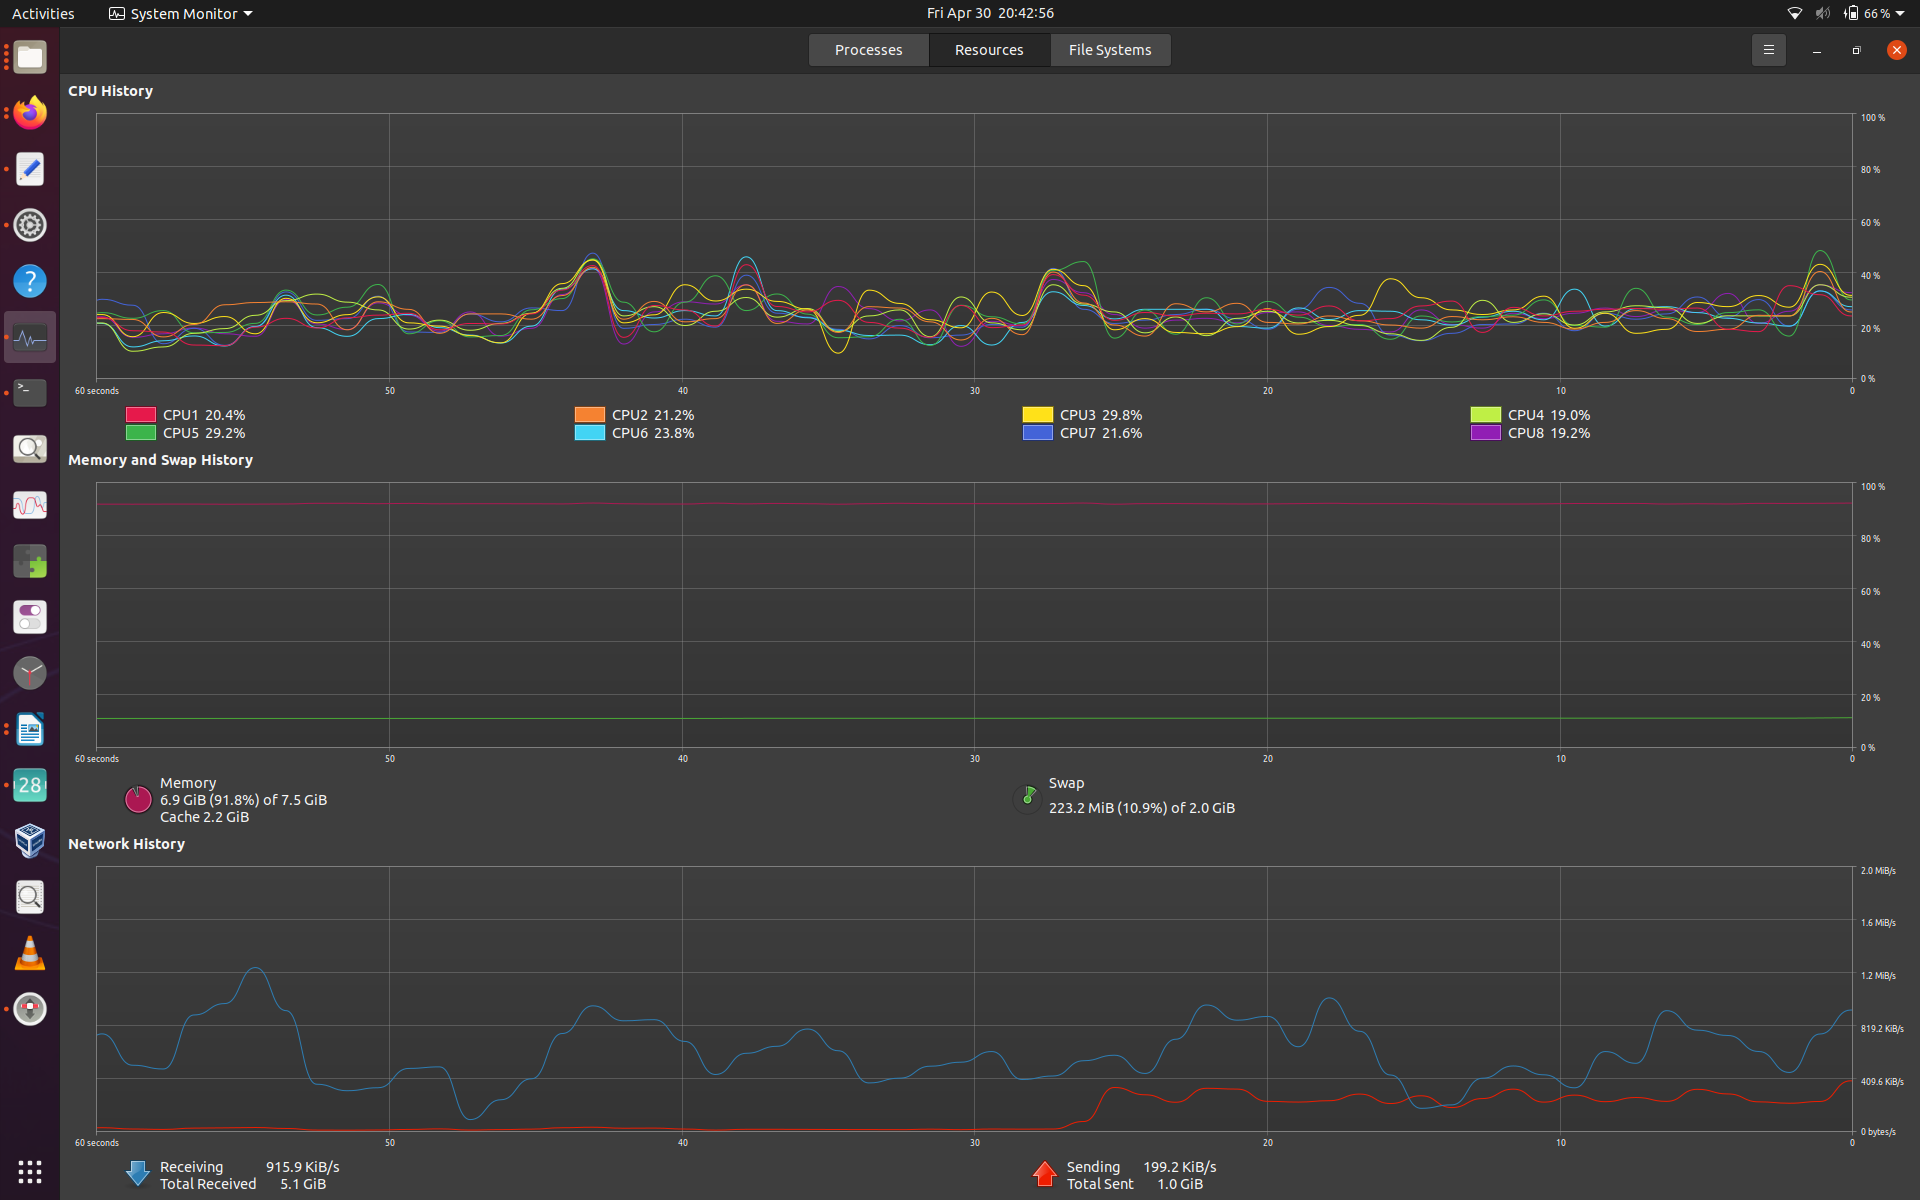 Activities System Monitor Fri Apr 30 20:42:56 66 %
Processes Resources File Systems
CPU History
100 %
80 %
60 %
40 %
20 %
0 %
60 seconds 50 40 30 20 10 0
CPU1 20.4% CPU2 21.2% CPU3 29.8% CPU4 19.0%
CPU5 29.2% CPU6 23.8% CPU7 21.6% CPU8 19.2%
Memory and Swap History
100 %
80 %
60 %
40 %
20 %
0 %
60 seconds 50 40 30 20 10 0
Memory
6.9 GiB (91.8%) of 7.5 GiB
Cache 2.2 GiB
Swap
223.2 MiB (10.9%) of 2.0 GiB
Network History
2.0 MiB/s
1.6 MiB/s
1.2 MiB/s
819.2 KiB/s
409.6 KiB/s
0 bytes/s
60 seconds 50 40 30 20 10 0
Receiving 915.9 KiB/s
Total Received 5.1 GiB
Sending 199.2 KiB/s
Total Sent 1.0 GiB
?
>_
28